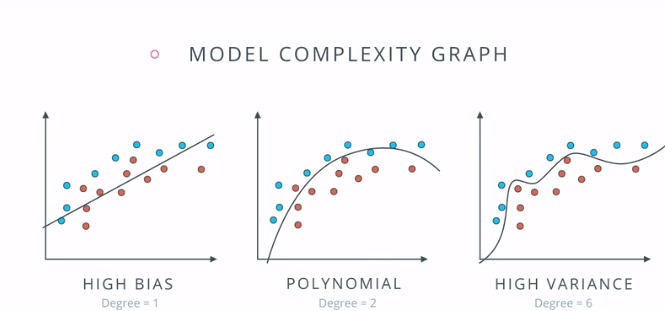 MODEL COMPLEXITY GRAPH
HIGH BIAS
Degree = 1
POLYNOMIAL
Degree = 2
HIGH VARIANCE
Degree = 6